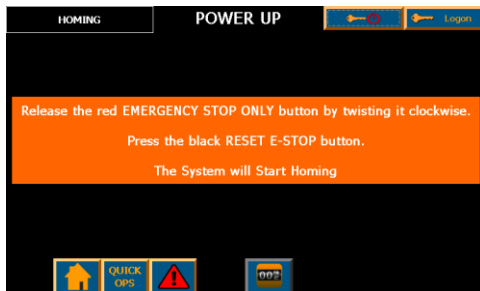 HOMING
POWER UP
Logon
Release the red EMERGENCY STOP ONLY button by twisting it clockwise.
Press the black RESET E-STOP button.
The System will Start Homing
QUICK
OPS